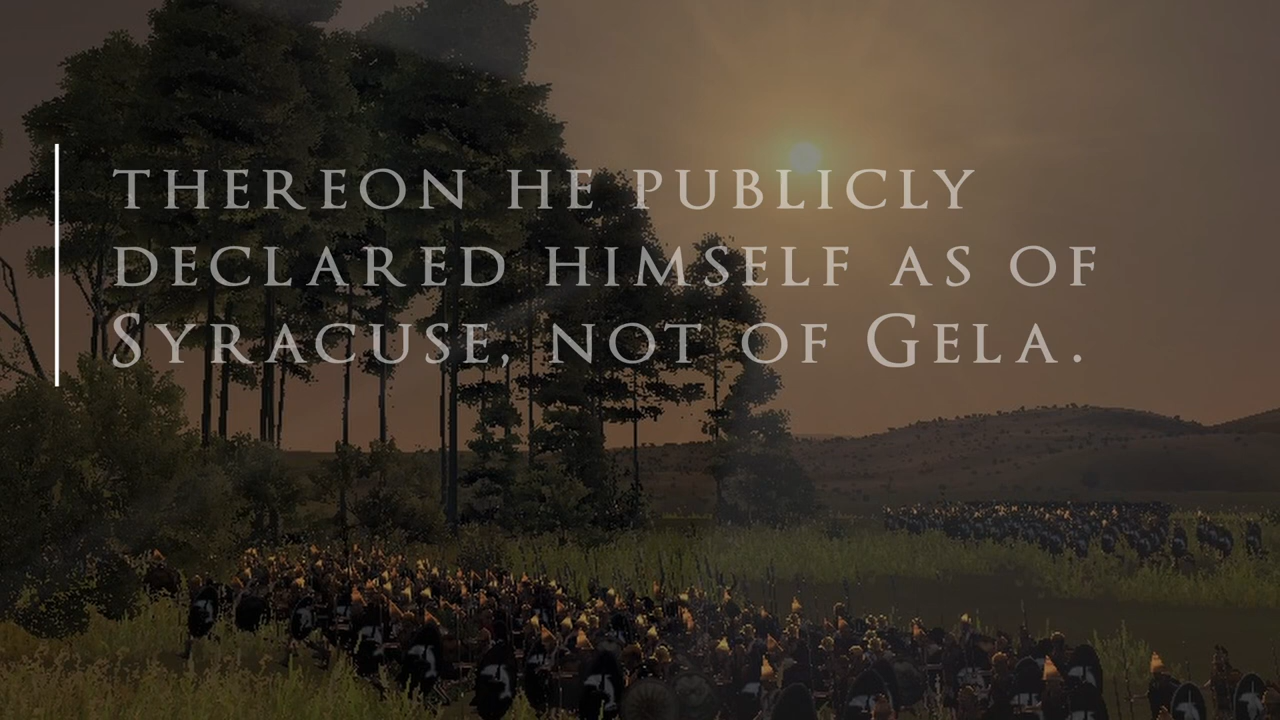 THEREON HE PUBLICLY
DECLARED HIMSELF AS OF
SYRACUSE, NOT OF GELA.